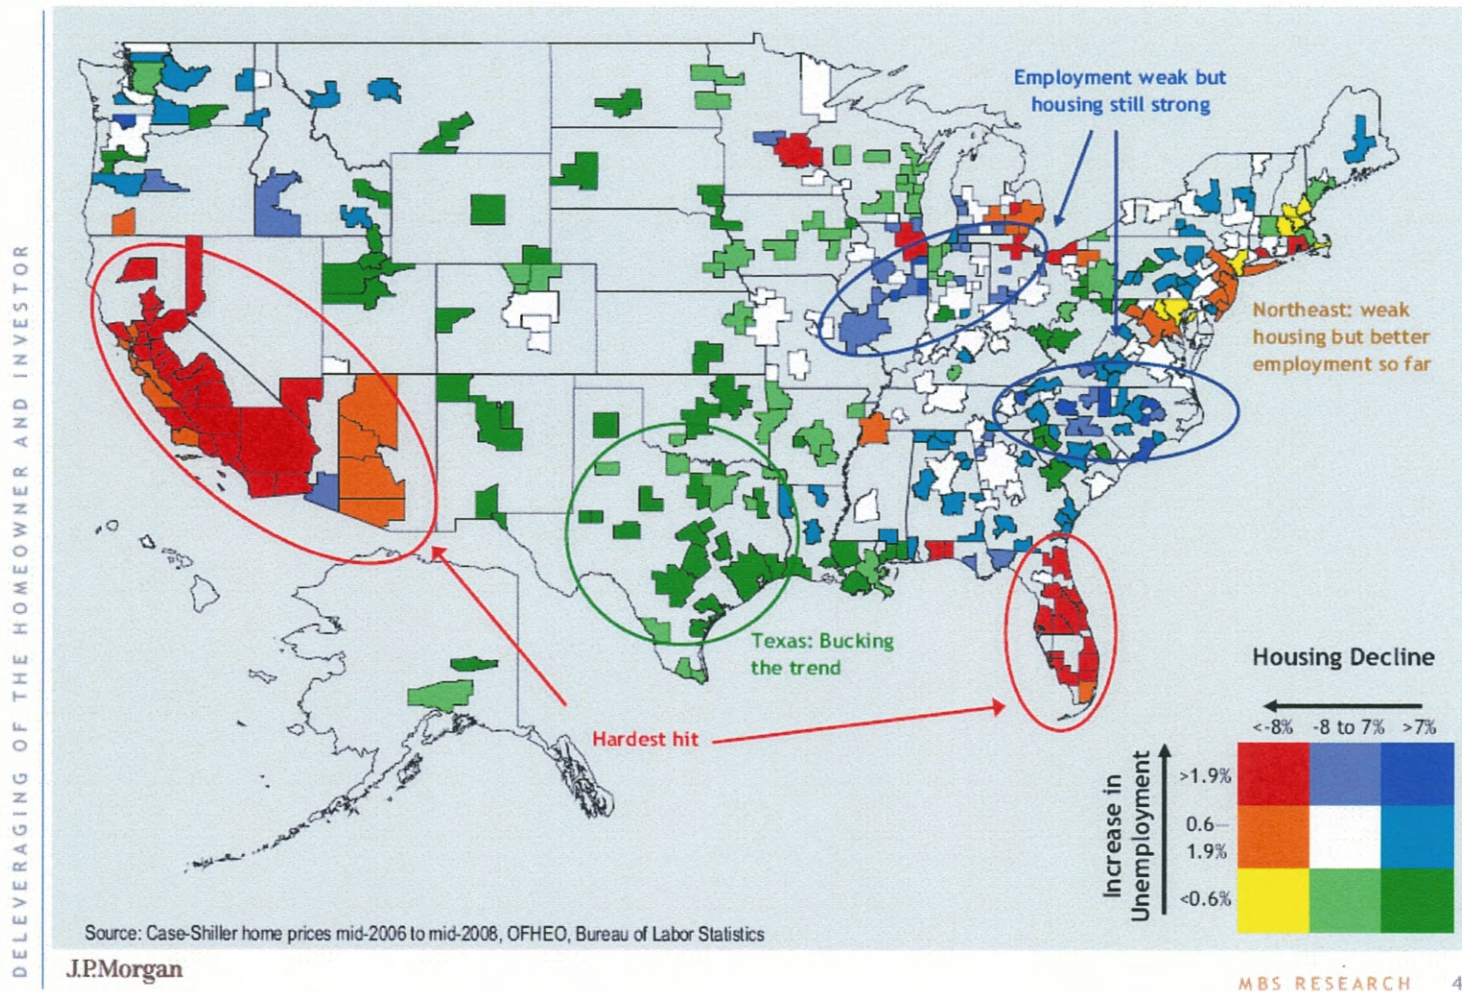 DELEVERAGING OF THE HOMEOWNER AND INVESTOR
Employment weak but
housing still strong
Northeast: weak
housing but better
employment so far
Texas: Bucking
the trend
Hardest hit
Housing Decline
<-8% -8 to 7% >7%
Increase in
Unemployment
>1.9%
0.6—
1.9%
<0.6%
Source: Case-Shiller home prices mid-2006 to mid-2008, OFHEO, Bureau of Labor Statistics
J.P.Morgan
MBS RESEARCH 4